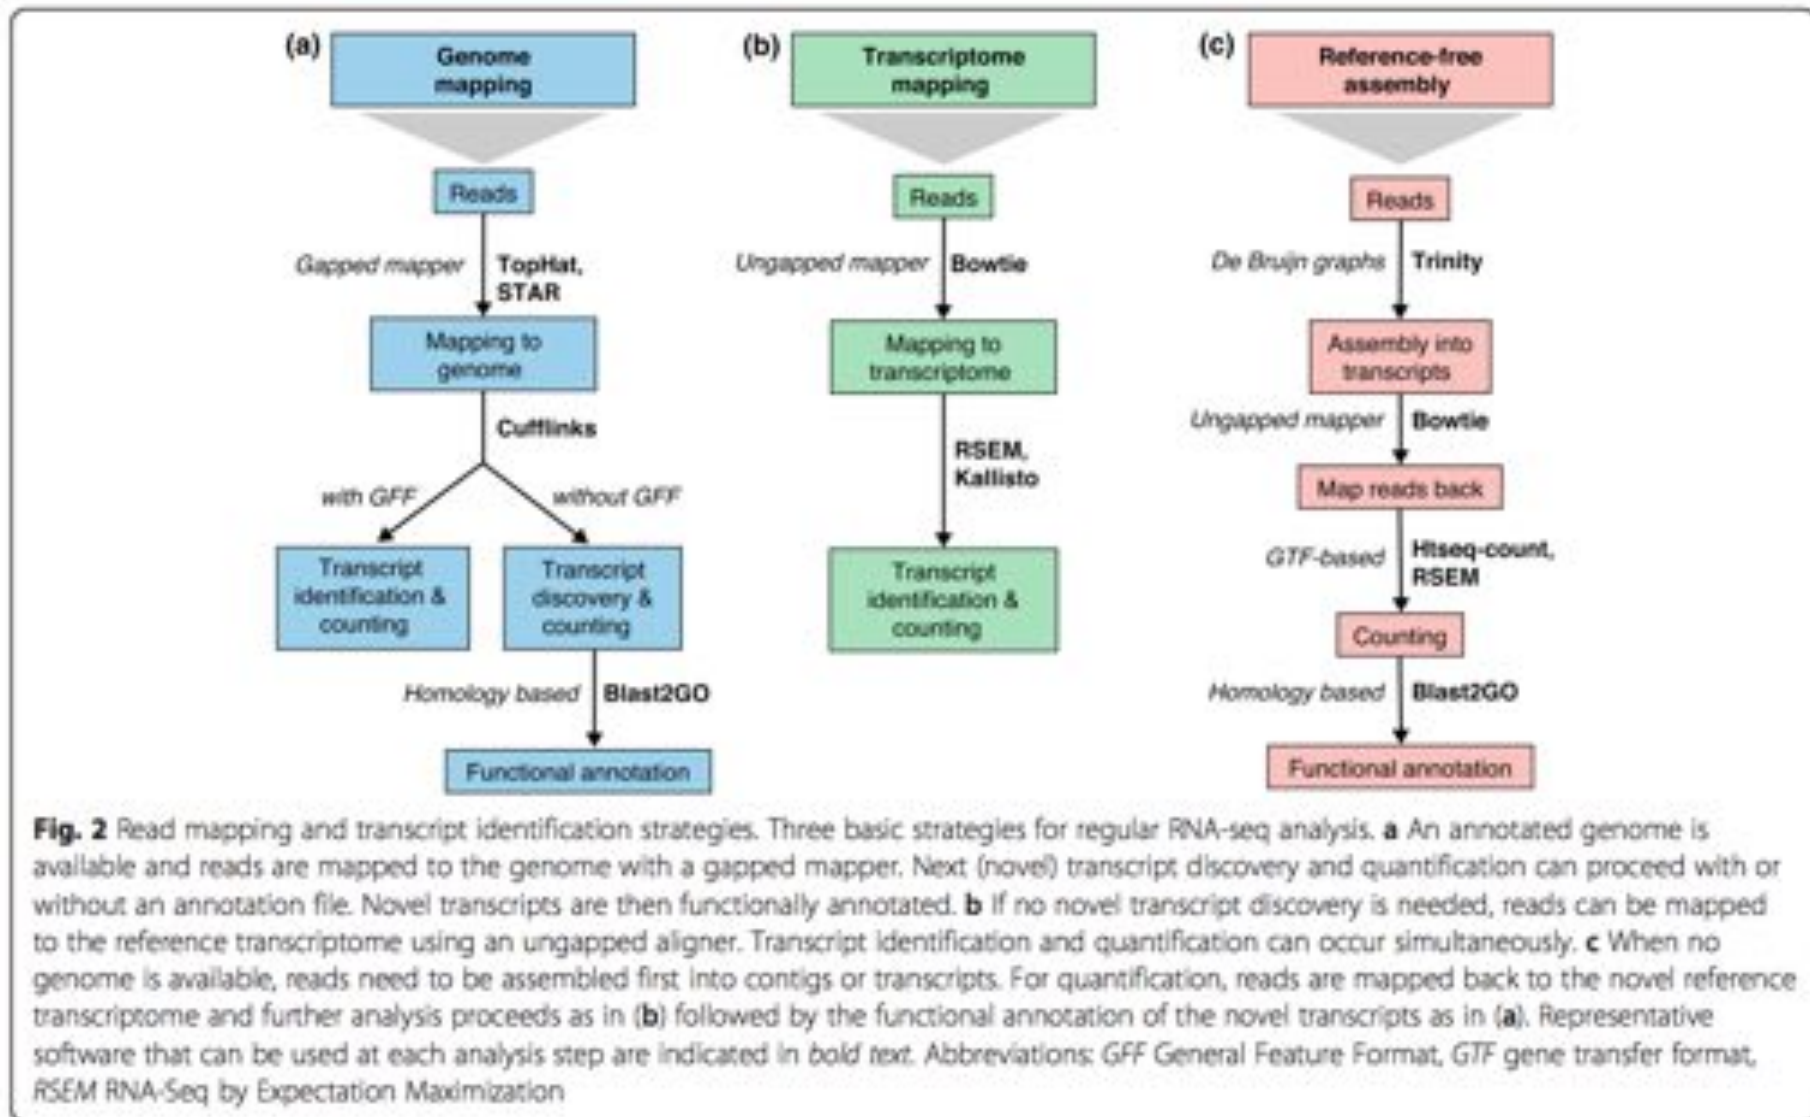 (a)
Genome
mapping
Reads
Gapped mapper
TopHat,
STAR
Mapping to
genome
Cufflinks
with GFF
without GFF
Transcript
identification &
counting
Transcript
discovery &
counting
Homology based
Blast2GO
Functional annotation
(b)
Transcriptome
mapping
Reads
Ungapped mapper
Bowtie
Mapping to
transcriptome
RSEM,
Kallisto
Transcript
identification &
counting
(c)
Reference-free
assembly
Reads
De Bruijn graphs
Trinity
Assembly into
transcripts
Ungapped mapper
Bowtie
Map reads back
GTF-based
Htseq-count,
RSEM
Counting
Homology based
Blast2GO
Functional annotation
Fig. 2 Read mapping and transcript identification strategies. Three basic strategies for regular RNA-seq analysis. a An annotated genome is
available and reads are mapped to the genome with a gapped mapper. Next (novel) transcript discovery and quantification can proceed with or
without an annotation file. Novel transcripts are then functionally annotated. b If no novel transcript discovery is needed, reads can be mapped
to the reference transcriptome using an ungapped aligner. Transcript identification and quantification can occur simultaneously. c When no
genome is available, reads need to be assembled first into contigs or transcripts. For quantification, reads are mapped back to the novel reference
transcriptome and further analysis proceeds as in (b) followed by the functional annotation of the novel transcripts as in (a). Representative
software that can be used at each analysis step are indicated in bold text. Abbreviations: GFF General Feature Format, GTF gene transfer format,
RSEM RNA-Seq by Expectation Maximization